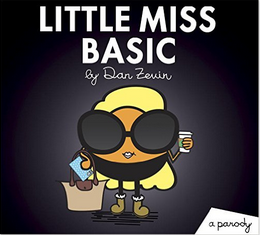 LITTLE MISS
BASIC
by Dan Zevin
a parody